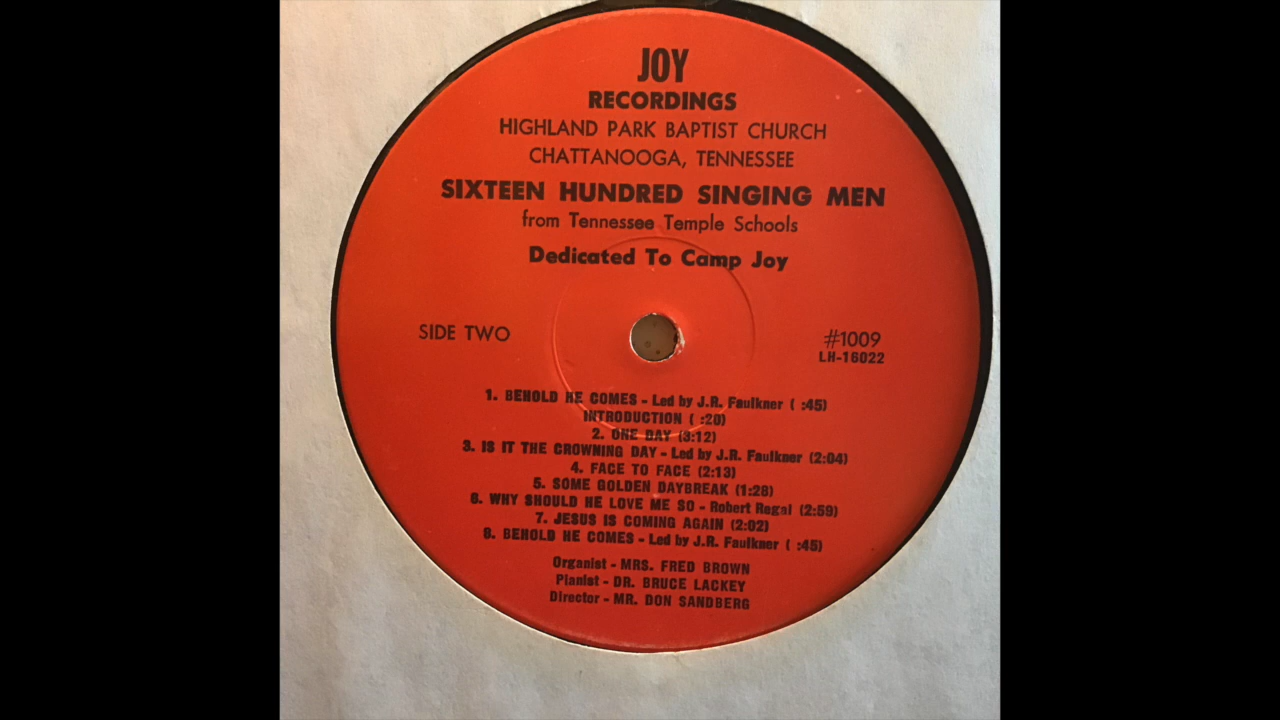 JOY
RECORDINGS
HIGHLAND PARK BAPTIST CHURCH
CHATTANOOGA, TENNESSEE
SIXTEEN HUNDRED SINGING MEN
from Tennessee Temple Schools
Dedicated To Camp Joy
SIDE TWO
#1009
LH-16022
1. BEHOLD HE COMES - Led by J.R. Faulkner ( :45)
INTRODUCTION ( :20)
2. ONE DAY (3:12)
3. IS IT THE CROWNING DAY - Led by J.R. Faulkner (2:04)
4. FACE TO FACE (2:13)
5. SOME GOLDEN DAYBREAK (1:28)
6. WHY SHOULD HE LOVE ME SO - Robert Regal (2:59)
7. JESUS IS COMING AGAIN (2:02)
8. BEHOLD HE COMES - Led by J.R. Faulkner ( :45)
Organist - MRS. FRED BROWN
Pianist - DR. BRUCE LACKEY
Director - MR. DON SANDBERG